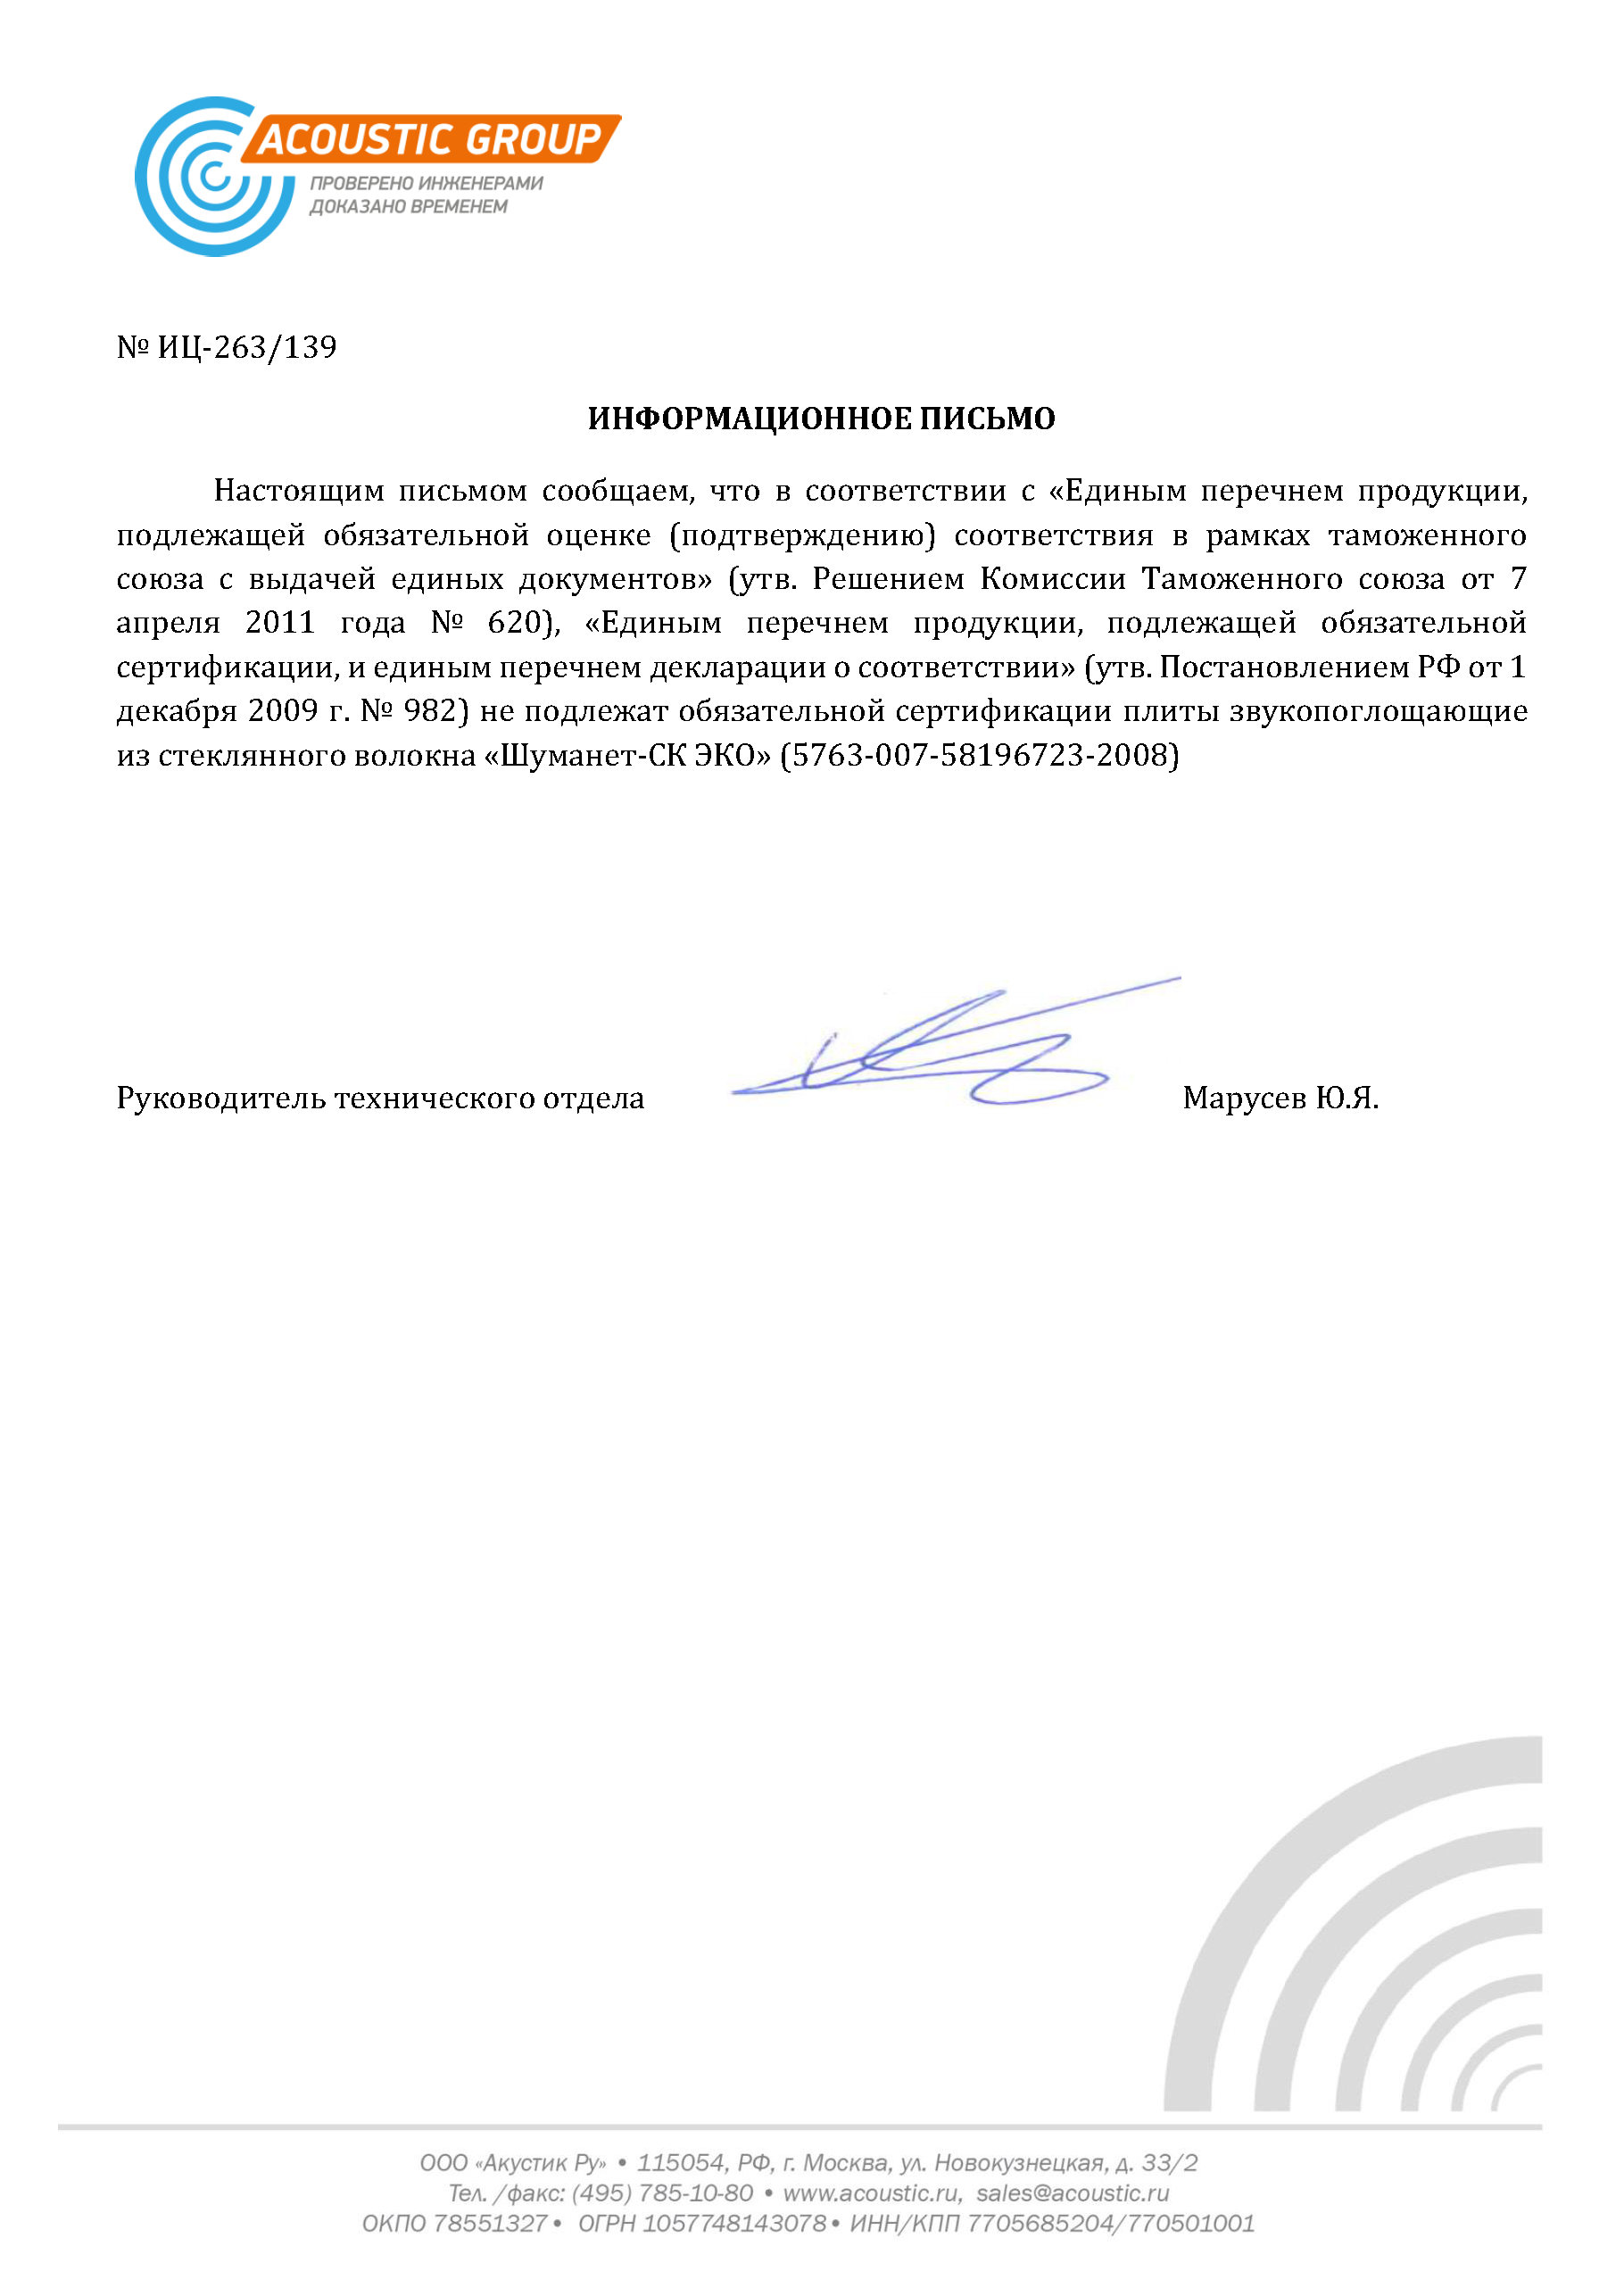 ACOUSTIC GROUP
ПРОВЕРЕНО ИНЖЕНЕРАМИ
ДОКАЗАНО ВРЕМЕНЕМ
№ ИЦ-263/139
ИНФОРМАЦИОННОЕ ПИСЬМО
Настоящим письмом сообщаем, что в соответствии с «Единым перечнем продукции,
подлежащей обязательной оценке (подтверждению) соответствия в рамках таможенного
союза с выдачей единых документов» (утв. Решением Комиссии Таможенного союза от 7
апреля 2011 года № 620), «Единым перечнем продукции, подлежащей обязательной
сертификации, и единым перечнем декларации о соответствии» (утв. Постановлением РФ от 1
декабря 2009 г. № 982) не подлежат обязательной сертификации плиты звукопоглощающие
из стеклянного волокна «Шуманет-СК ЭКО» (5763-007-58196723-2008)
Руководитель технического отдела Марусев Ю.Я.
ООО «Акустик Ру» • 115054, РФ, г. Москва, ул. Новокузнецкая, д. 33/2
Тел. /факс: (495) 785-10-80 • www.acoustic.ru, sales@acoustic.ru
ОКПО 78551327 • ОГРН 1057748143078 • ИНН/КПП 7705685204/770501001